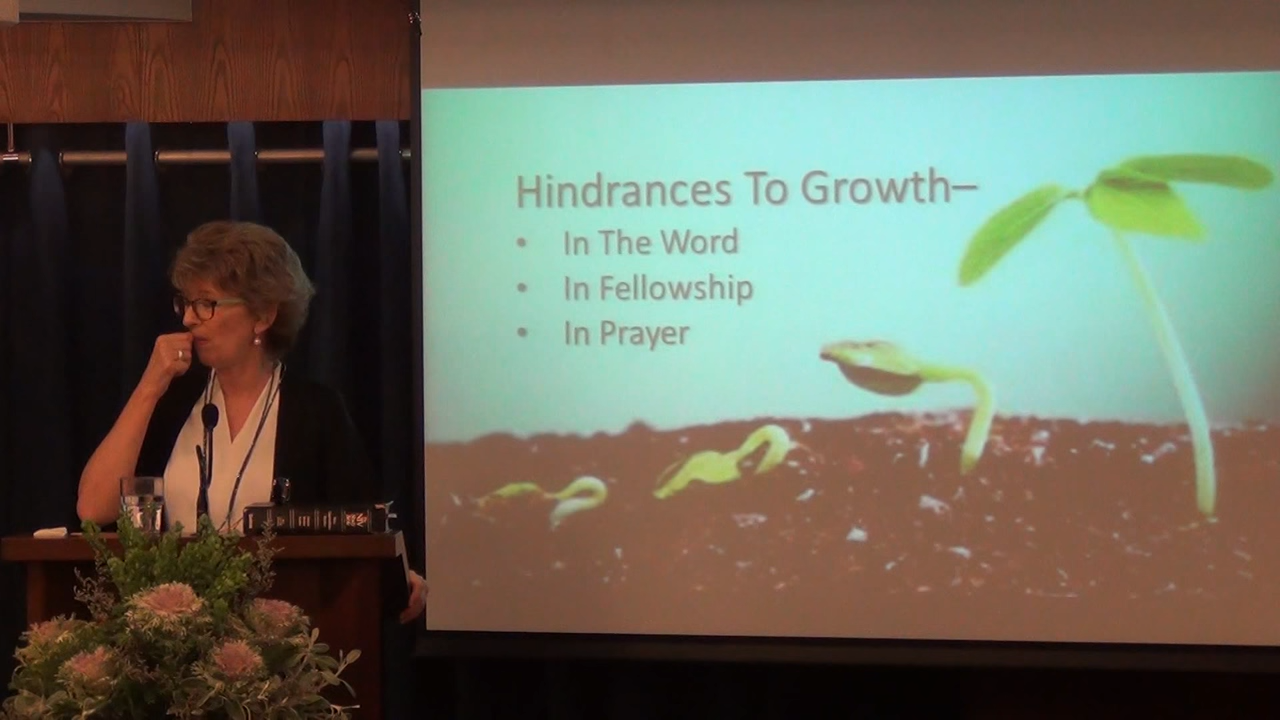 Hindrances To Growth–
• In The Word
• In Fellowship
• In Prayer